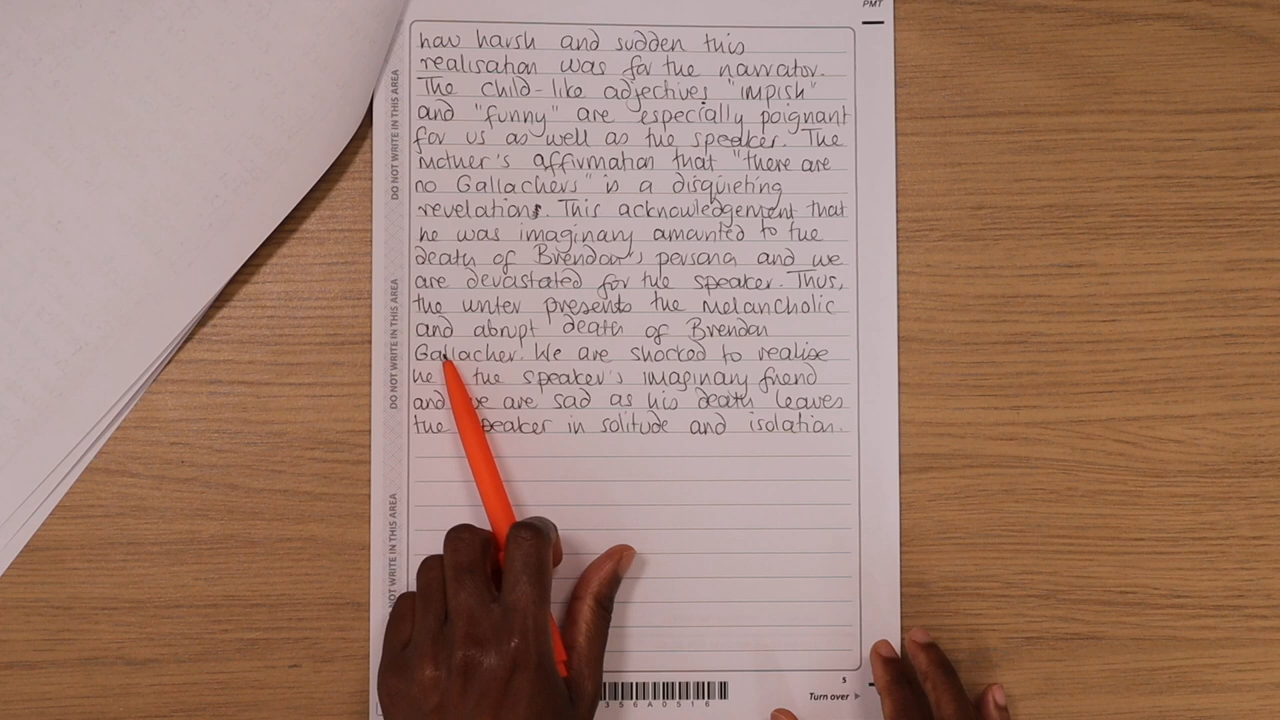 PMT
how harsh and sudden this
realisation was for the narrator.
The child-like adjectives "impish"
and "funny" are especially poignant
for us as well as the speaker. The
Mother's affirmation that "there are
no Gallachers" is a disquieting
revelation. This acknowledgement that
he was imaginary amounted to the
death of Brendan's persona and we
are devastated for the speaker. Thus,
the writer presents the melancholic
and abrupt death of Brendan
Gallacher. We are shocked to realise
he the speaker's imaginary friend
and we are sad as his death leaves
the speaker in solitude and isolation.
DO NOT WRITE IN THIS AREA
DO NOT WRITE IN THIS AREA
DO NOT WRITE IN THIS AREA
5
Turn over
356A0516